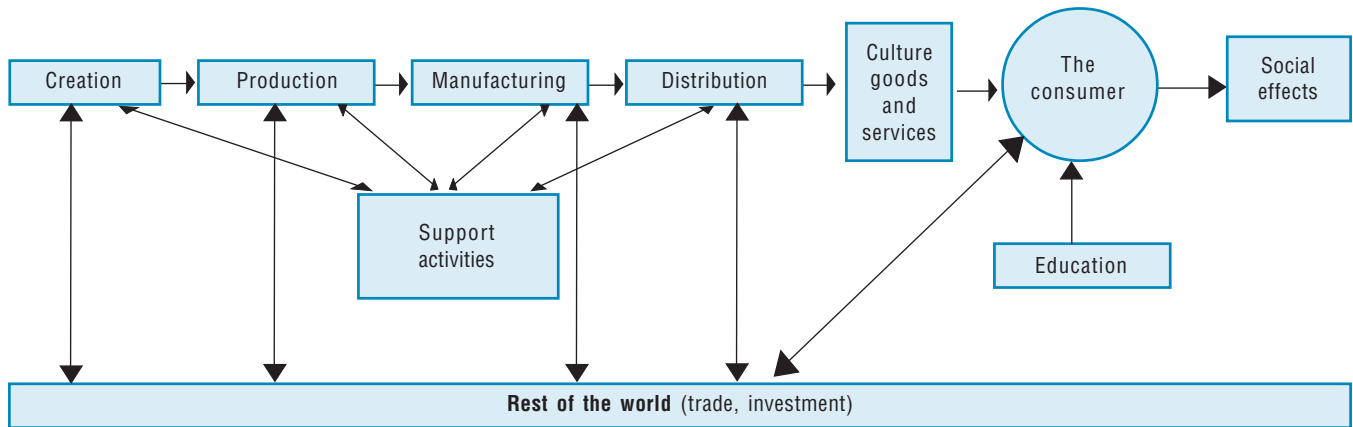 Creation
Production
Manufacturing
Distribution
Culture
goods
and
services
The
consumer
Social
effects
Support
activities
Education
Rest of the world (trade, investment)